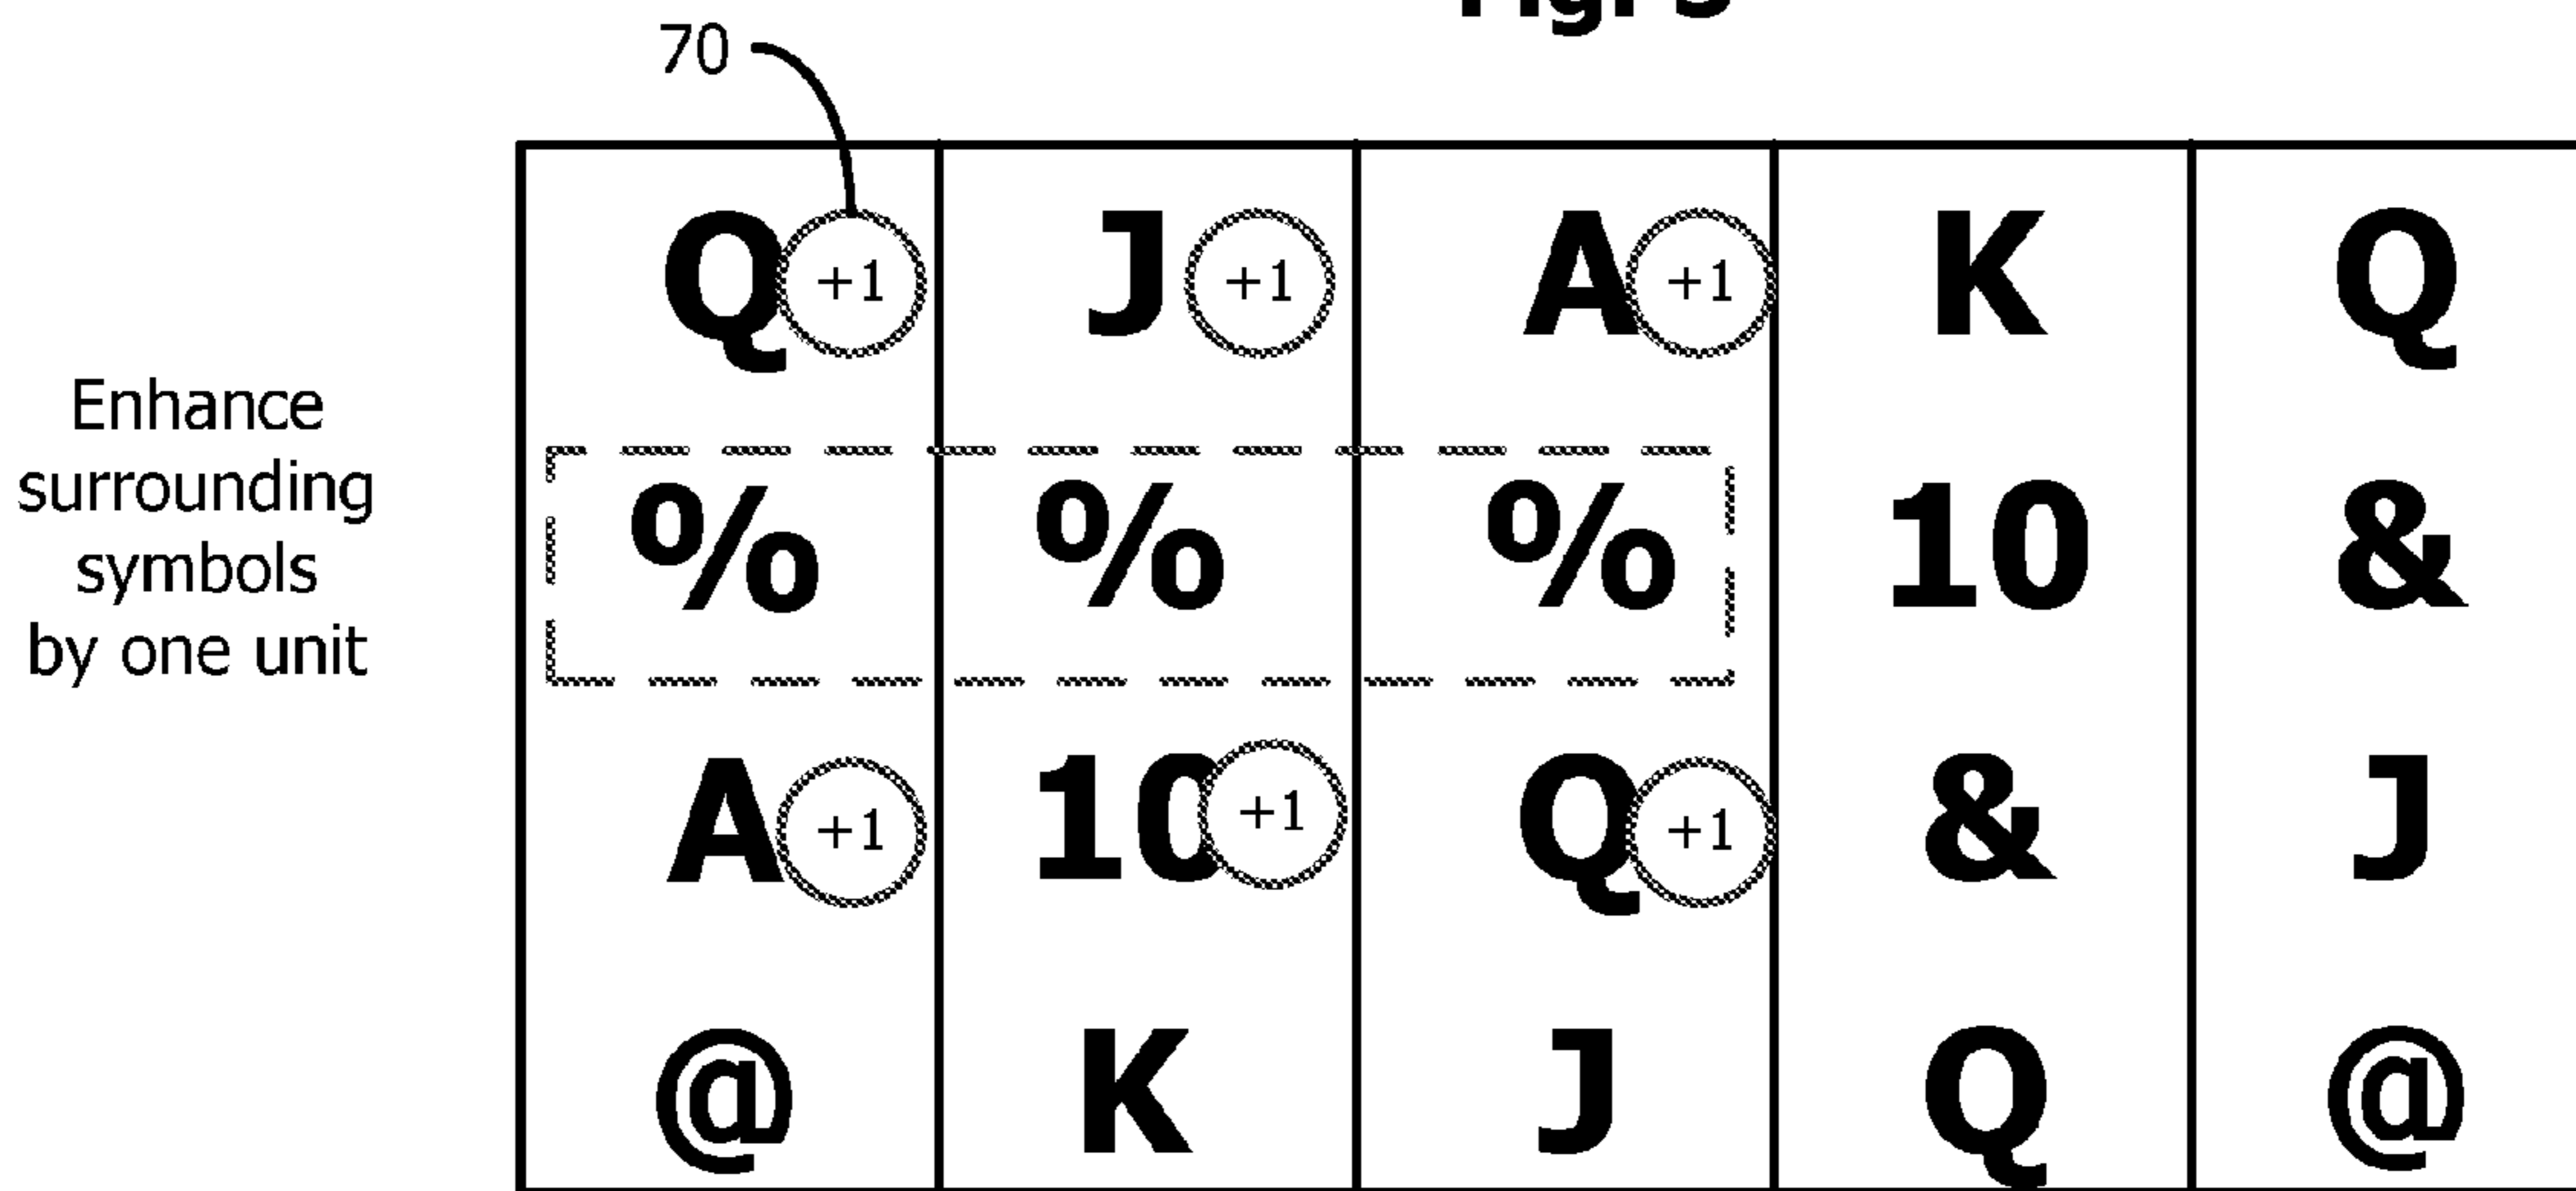 70
Q +1 J +1 A +1 K Q
Enhance
surrounding
symbols
by one unit
% % % 10 &
A +1 10 +1 Q +1 & J
@ K J Q @